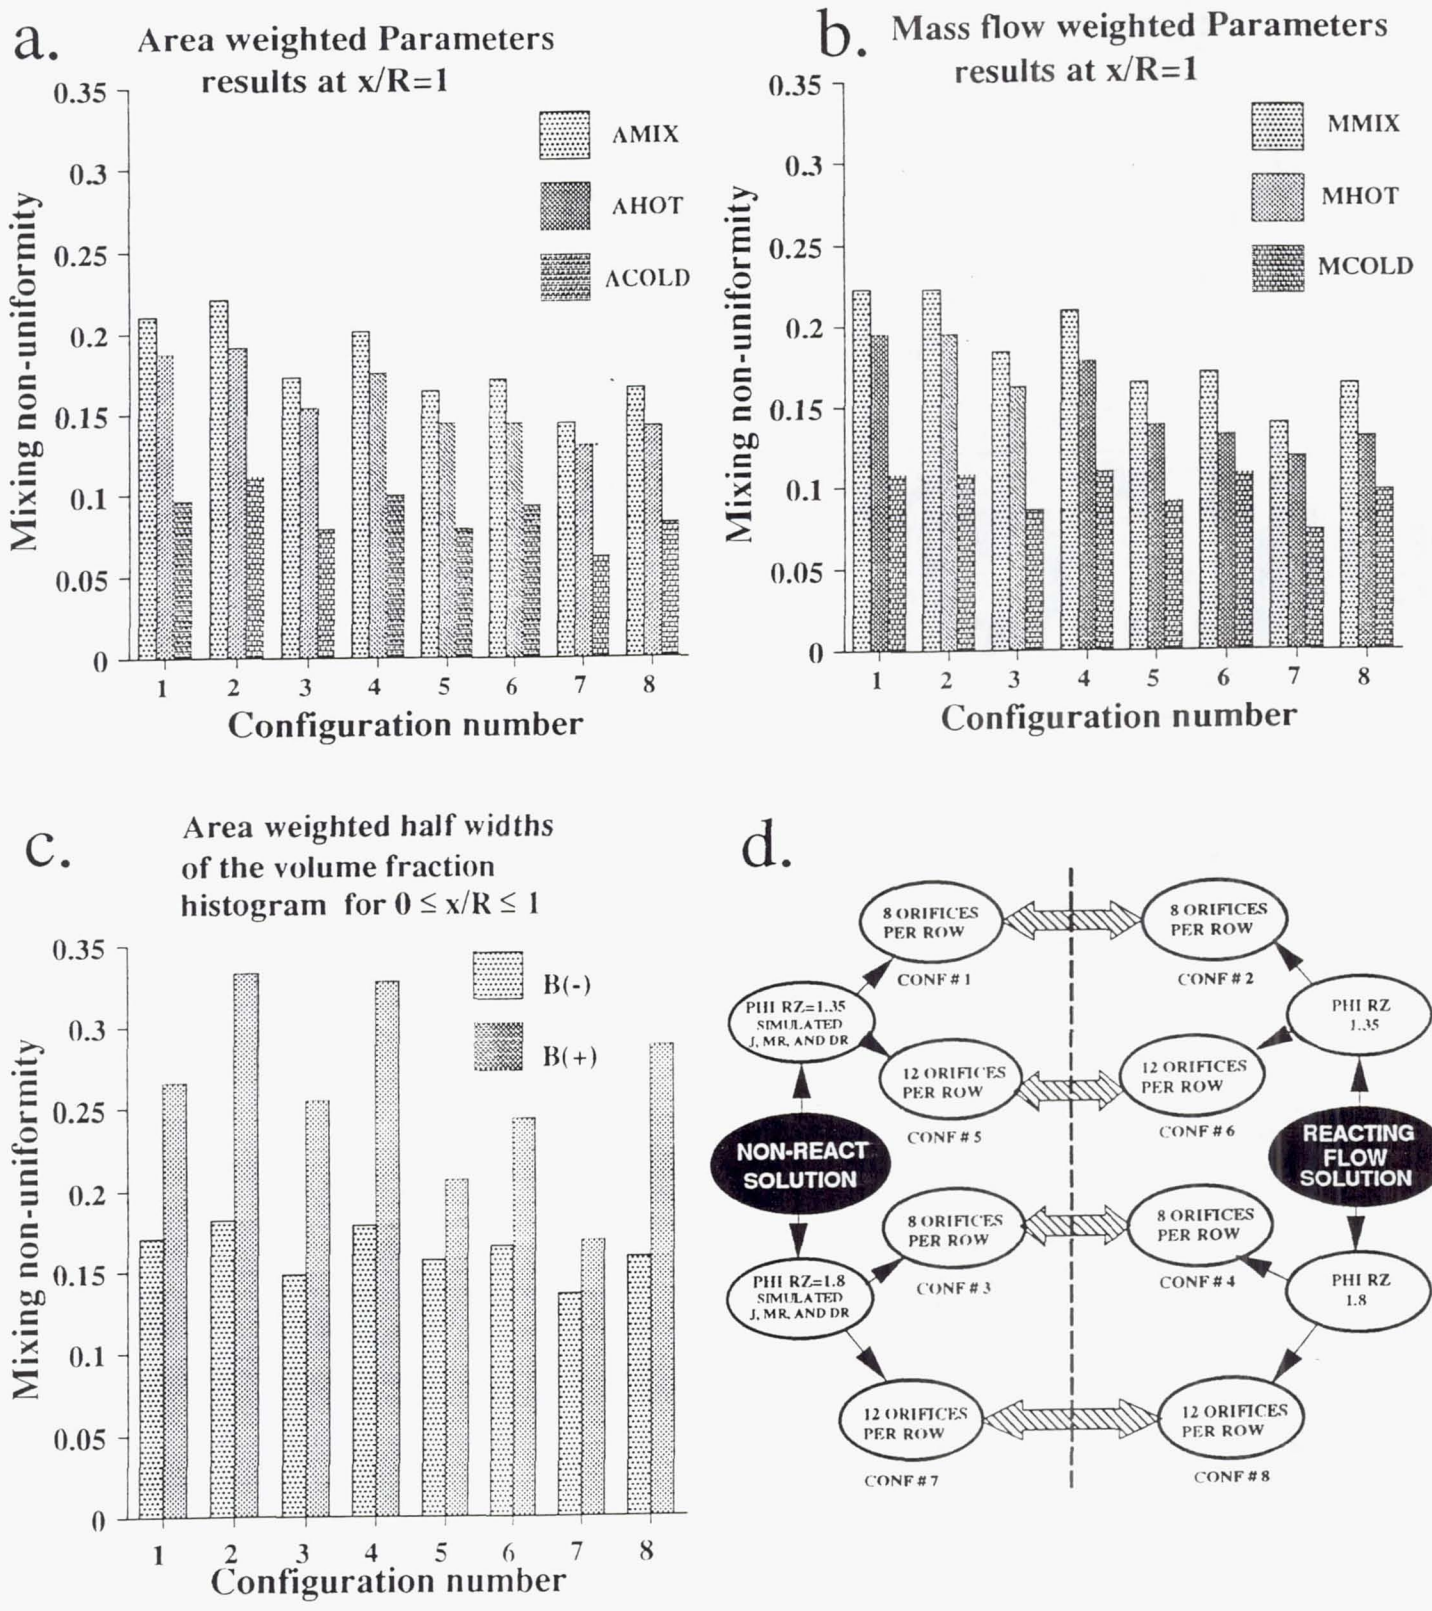 a.
Area weighted Parameters
results at x/R=1
Mixing non-uniformity
0.35
0.3
0.25
0.2
0.15
0.1
0.05
0
AMIX
AHOT
ACOLD
1 2 3 4 5 6 7 8
Configuration number
b.
Mass flow weighted Parameters
results at x/R=1
Mixing non-uniformity
0.35
0.3
0.25
0.2
0.15
0.1
0.05
0
MMIX
MHOT
MCOLD
1 2 3 4 5 6 7 8
Configuration number
c.
Area weighted half widths
of the volume fraction
histogram for 0 ≤ x/R ≤ 1
Mixing non-uniformity
0.35
0.3
0.25
0.2
0.15
0.1
0.05
0
B(-)
B(+)
1 2 3 4 5 6 7 8
Configuration number
d.
8 ORIFICES
PER ROW
CONF # 1
8 ORIFICES
PER ROW
CONF # 2
PHI RZ=1.35
SIMULATED
J, MR, AND DR
PHI RZ
1.35
12 ORIFICES
PER ROW
CONF # 5
12 ORIFICES
PER ROW
CONF # 6
NON-REACT
SOLUTION
REACTING
FLOW
SOLUTION
8 ORIFICES
PER ROW
CONF # 3
8 ORIFICES
PER ROW
CONF # 4
PHI RZ=1.8
SIMULATED
J, MR, AND DR
PHI RZ
1.8
12 ORIFICES
PER ROW
CONF # 7
12 ORIFICES
PER ROW
CONF # 8